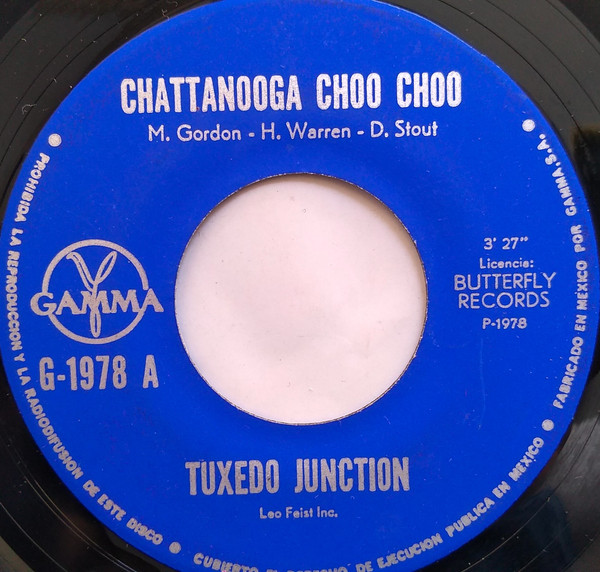 CHATTANOOGA CHOO CHOO
M. Gordon - H. Warren - D. Stout
GAMMA
G-1978 A
3' 27"
Licencia:
BUTTERFLY
RECORDS
P-1978
TUXEDO JUNCTION
Leo Feist Inc.
PROHIBIDA LA REPRODUCCION Y LA RADIODIFUSION DE ESTE DISCO • CUBIERTO EL DERECHO DE EJECUCION PUBLICA EN MEXICO • FABRICADO EN MEXICO POR GAMMA, S.A. •